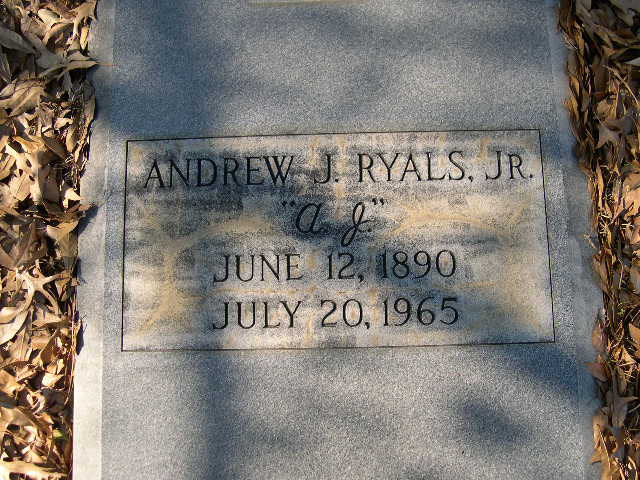 ANDREW J. RYALS, JR.
"A. J."
JUNE 12, 1890
JULY 20, 1965